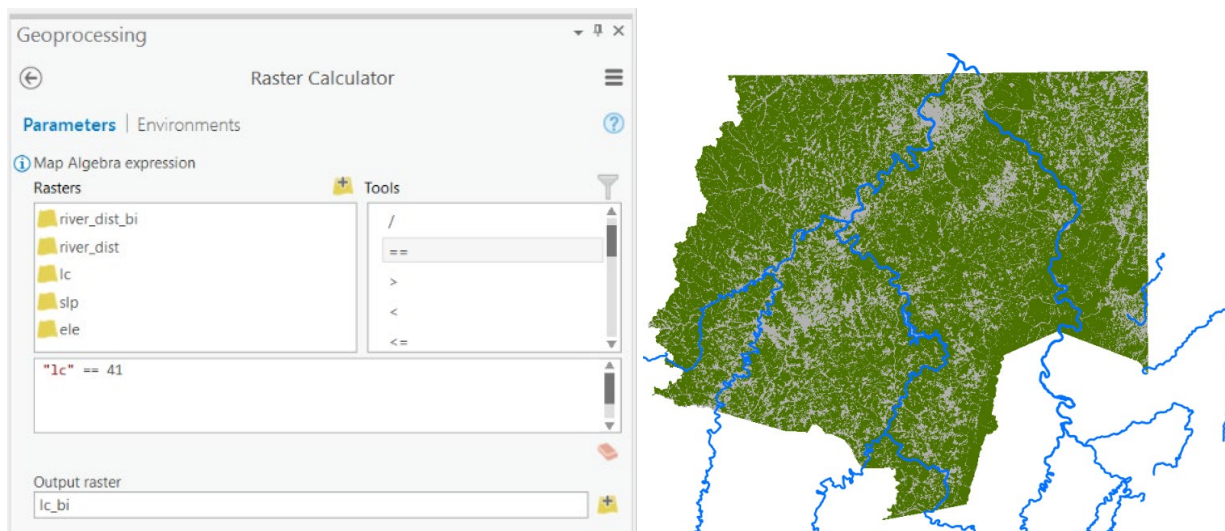 Geoprocessing
Raster Calculator
Parameters | Environments
Map Algebra expression
Rasters
Tools
river_dist_bi
river_dist
lc
slp
ele
/
==
>
<
<=
"lc" == 41
Output raster
lc_bi